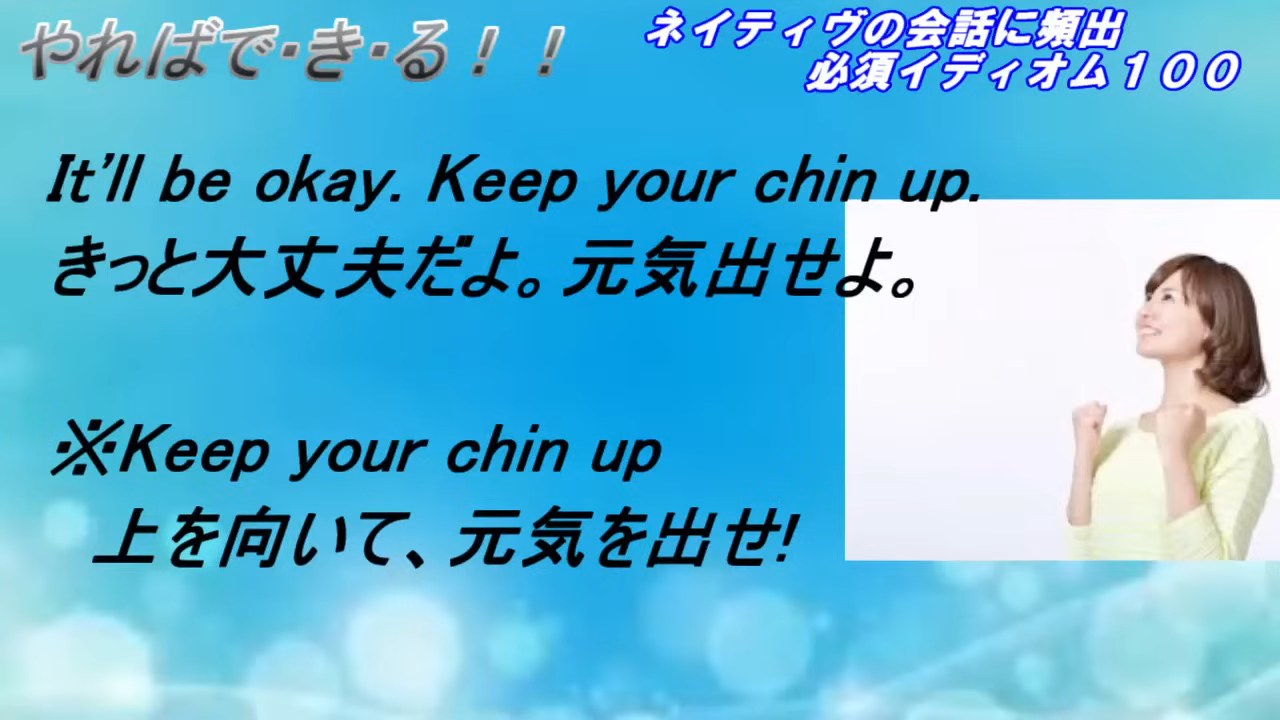 やればで・き・る！！
ネイティヴの会話に頻出
必須イディオム１００
It'll be okay. Keep your chin up.
きっと大丈夫だよ。元気出せよ。
※Keep your chin up
上を向いて、元気を出せ!